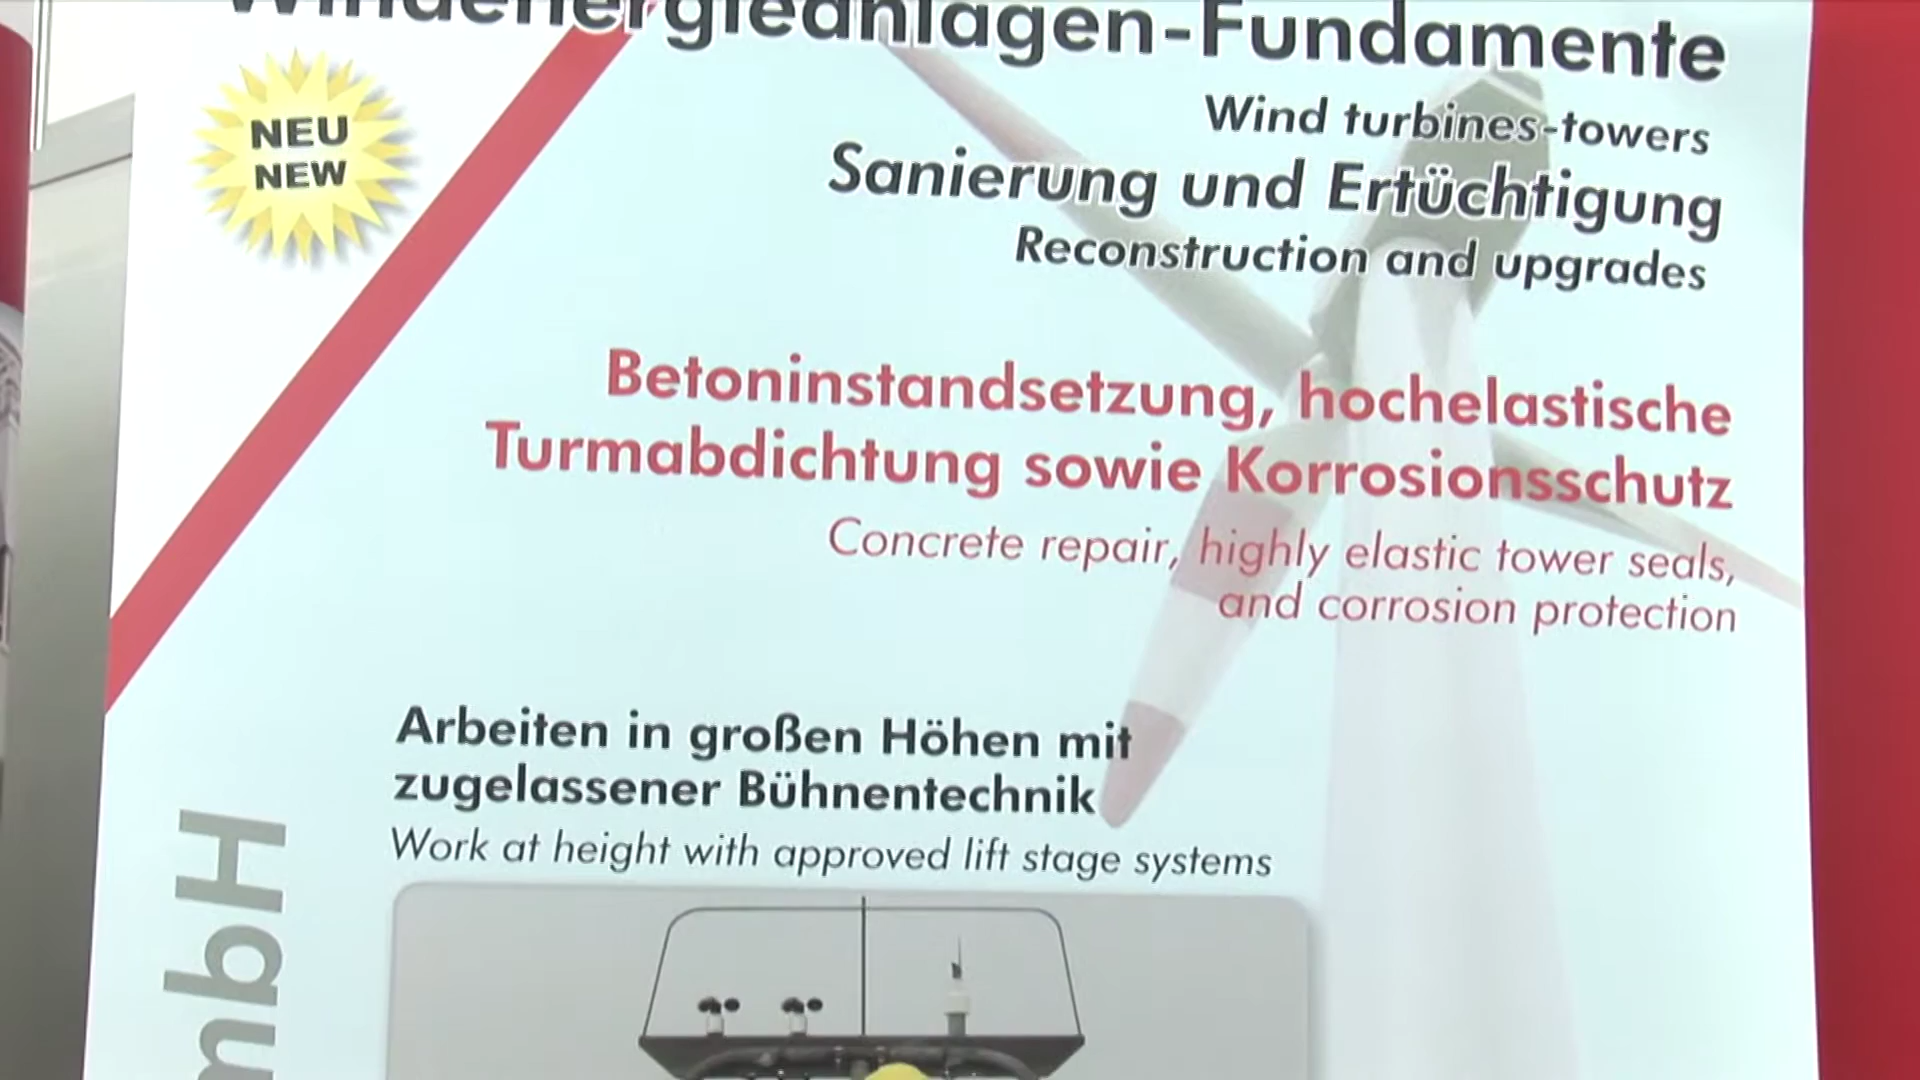 Windenergieanlagen-Fundamente
NEU
NEW
Wind turbines-towers
Sanierung und Ertüchtigung
Reconstruction and upgrades
Betoninstandsetzung, hochelastische
Turmabdichtung sowie Korrosionsschutz
Concrete repair, highly elastic tower seals,
and corrosion protection
Arbeiten in großen Höhen mit
zugelassener Bühnentechnik
Work at height with approved lift stage systems
mbH